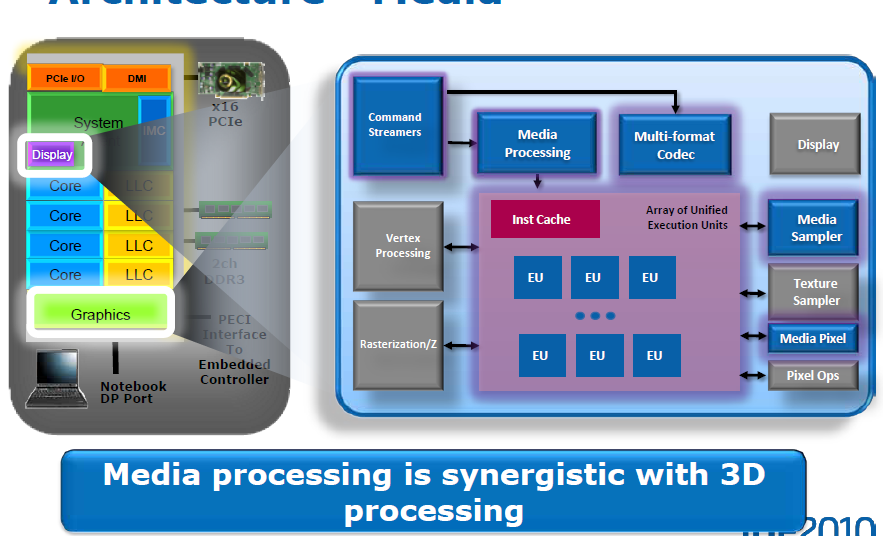 Architecture - Media
PCIe I/O
DMI
x16
PCIe
System
IMC
Display
Core
LLC
Core
LLC
Core
LLC
Core
LLC
2ch
DDR3
Graphics
PECI
Interface
To
Embedded
Controller
Notebook
DP Port
Command
Streamers
Media
Processing
Multi-format
Codec
Display
Inst Cache
Array of Unified
Execution Units
Media
Sampler
Vertex
Processing
EU
EU
EU
Texture
Sampler
Rasterization/Z
EU
EU
EU
Media Pixel
Pixel Ops
Media processing is synergistic with 3D
processing
IDF2010